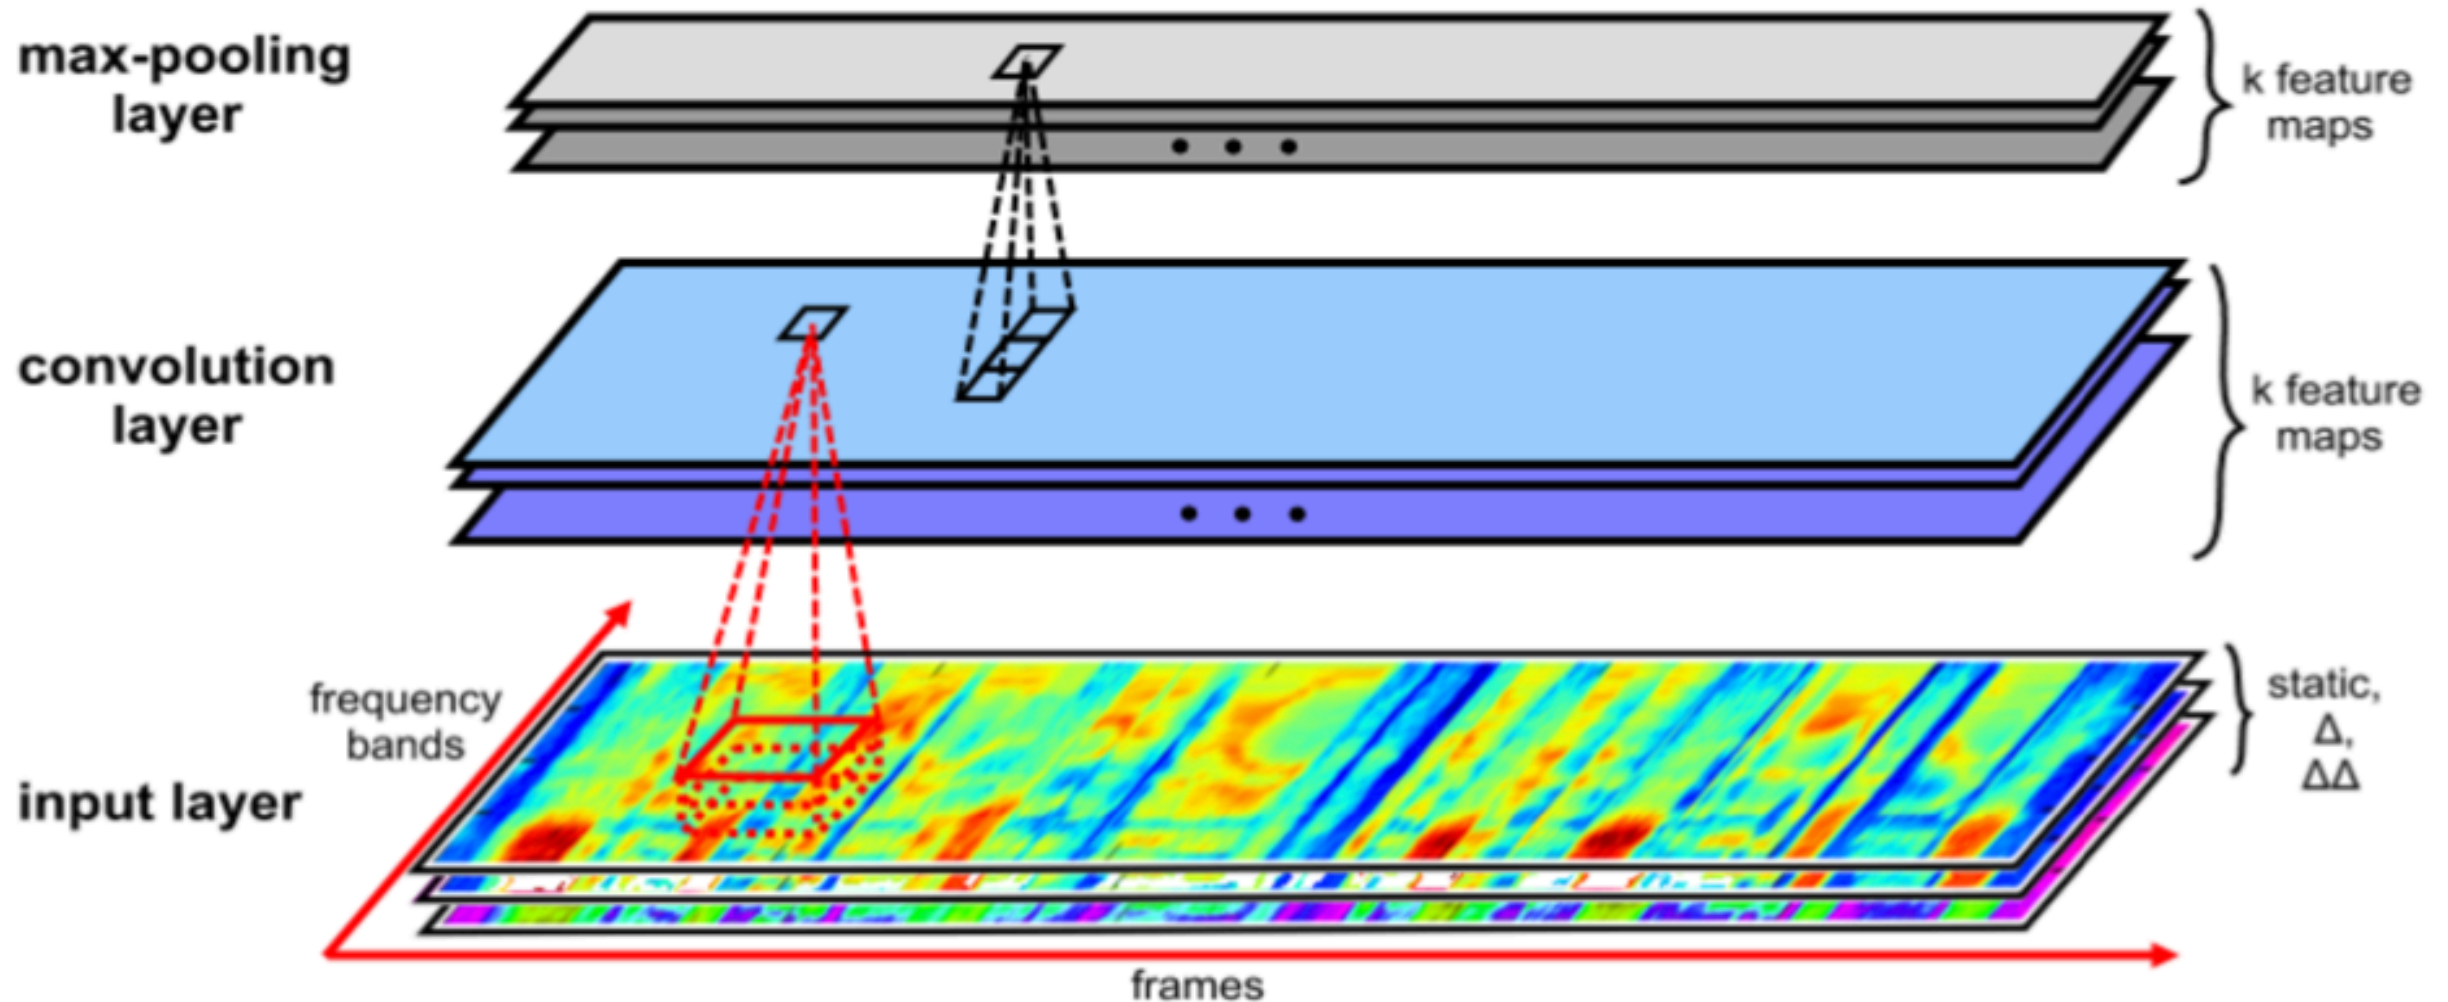 max-pooling
layer
k feature
maps
convolution
layer
k feature
maps
frequency
bands
input layer
static,
Δ,
ΔΔ
frames